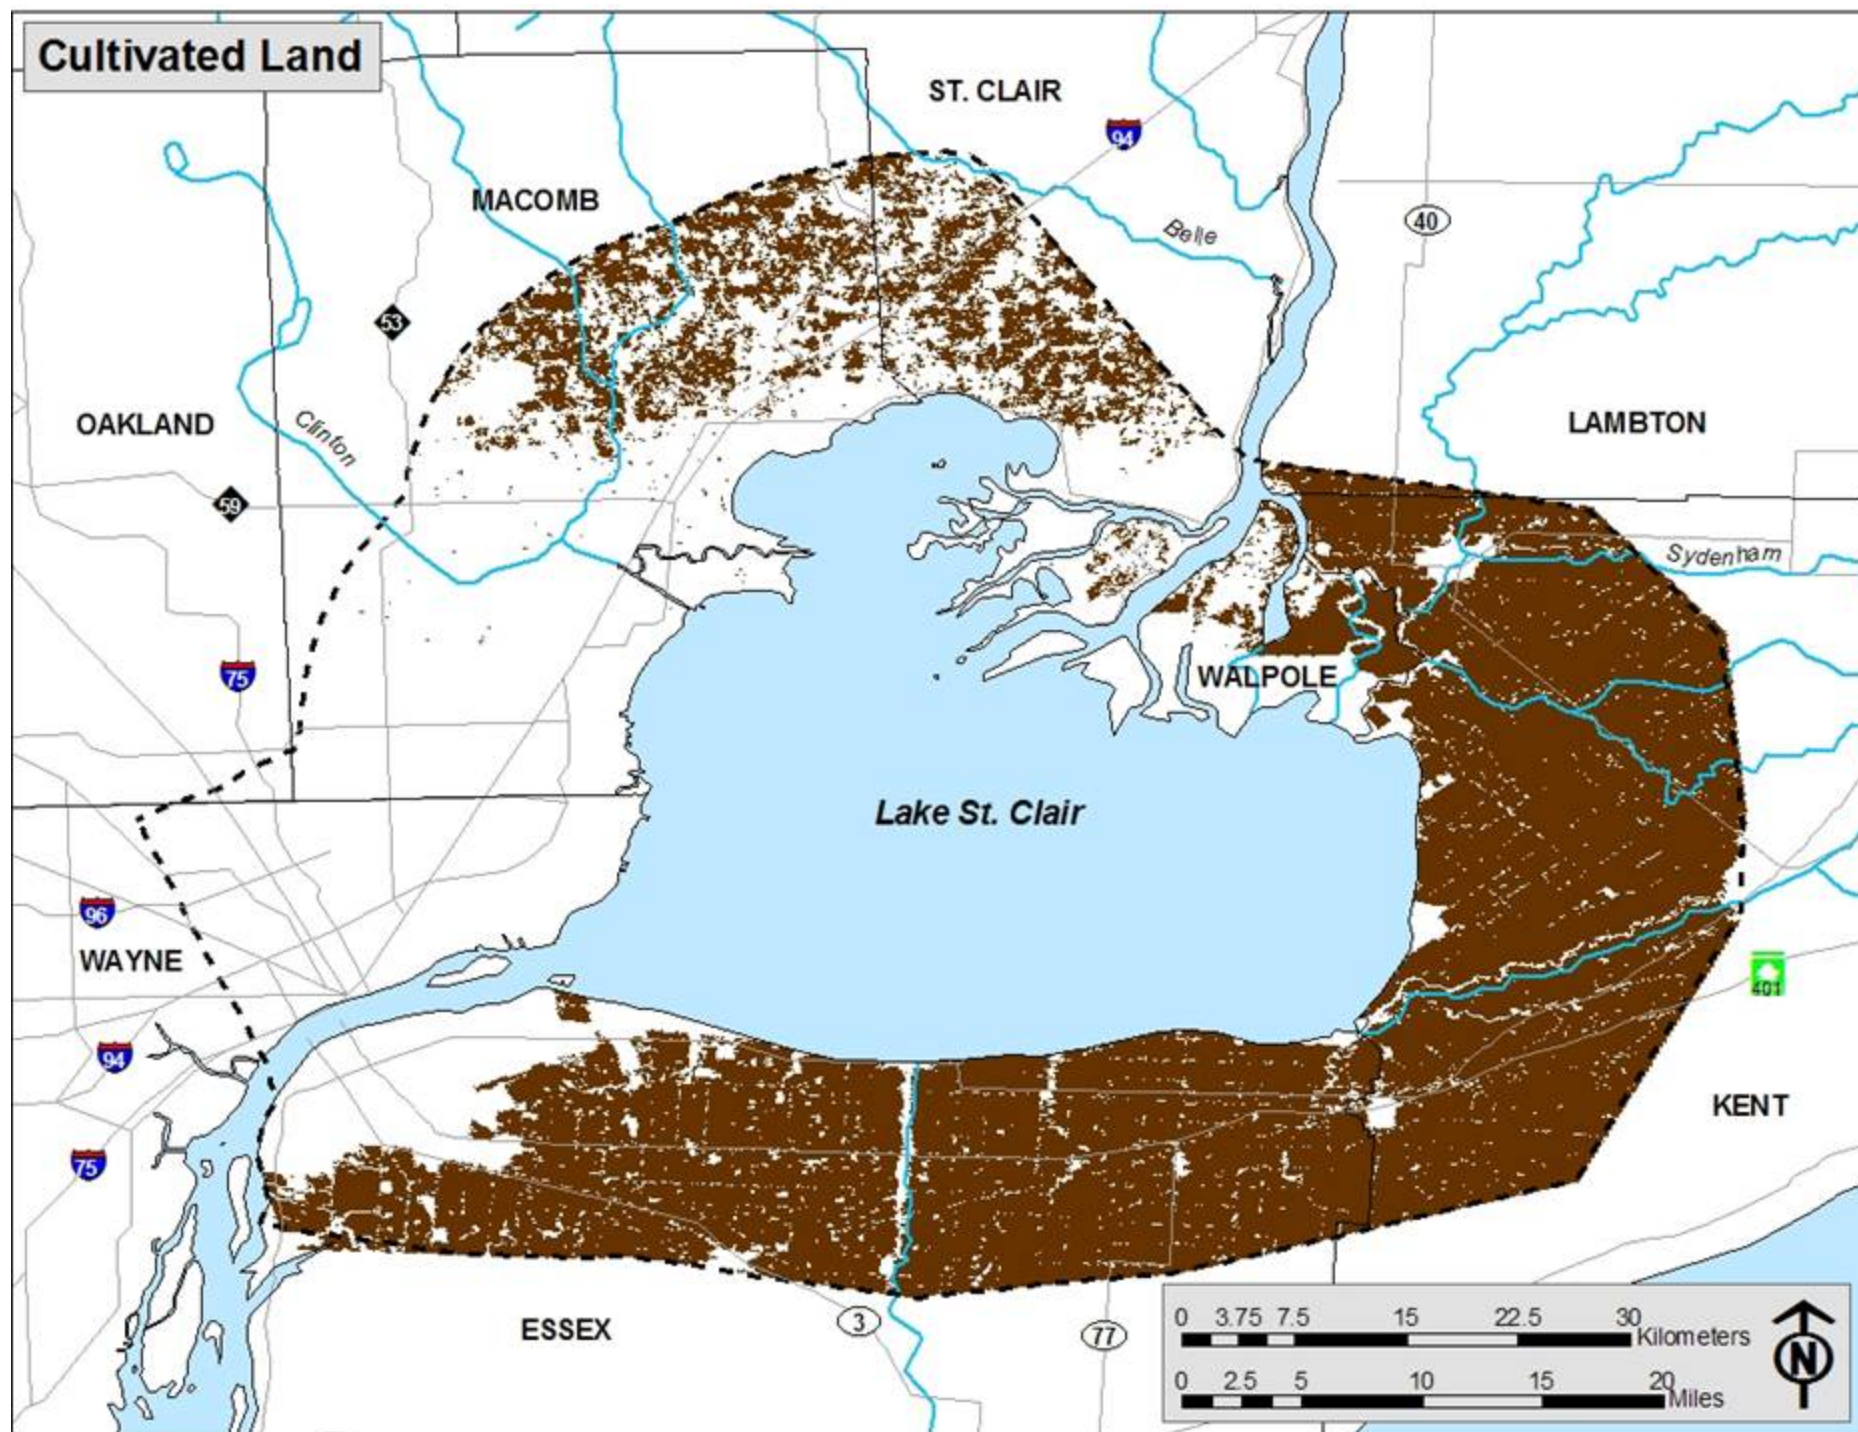 Cultivated Land
ST. CLAIR
94
MACOMB
40
Belle
53
OAKLAND
Clinton
LAMBTON
59
Sydenham
75
WALPOLE
Lake St. Clair
96
WAYNE
401
94
KENT
75
ESSEX
3
77
0 3.75 7.5 15 22.5 30
Kilometers
0 2.5 5 10 15 20
Miles
N